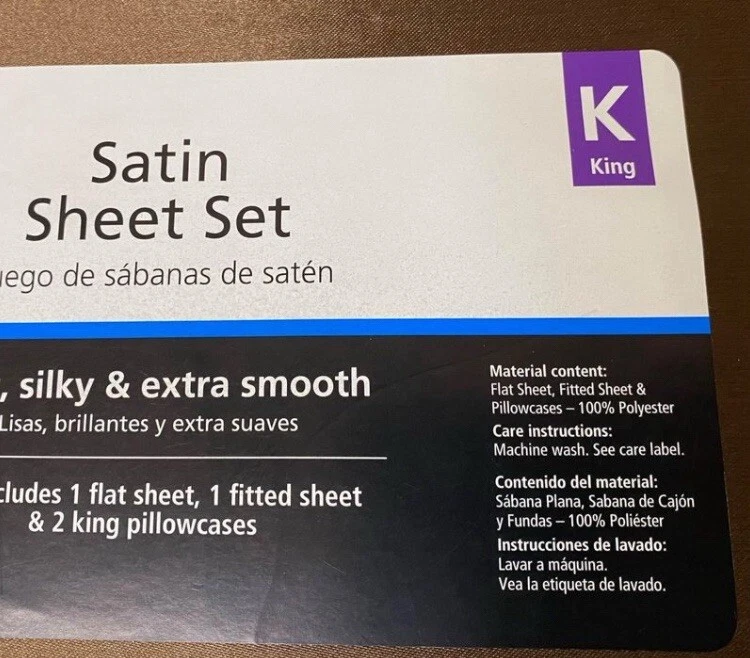 K
King
Satin
Sheet Set
uego de sábanas de satén
, silky & extra smooth
Lisas, brillantes y extra suaves
cludes 1 flat sheet, 1 fitted sheet
& 2 king pillowcases
Material content:
Flat Sheet, Fitted Sheet &
Pillowcases – 100% Polyester
Care instructions:
Machine wash. See care label.
Contenido del material:
Sábana Plana, Sabana de Cajón
y Fundas – 100% Poliéster
Instrucciones de lavado:
Lavar a máquina.
Vea la etiqueta de lavado.